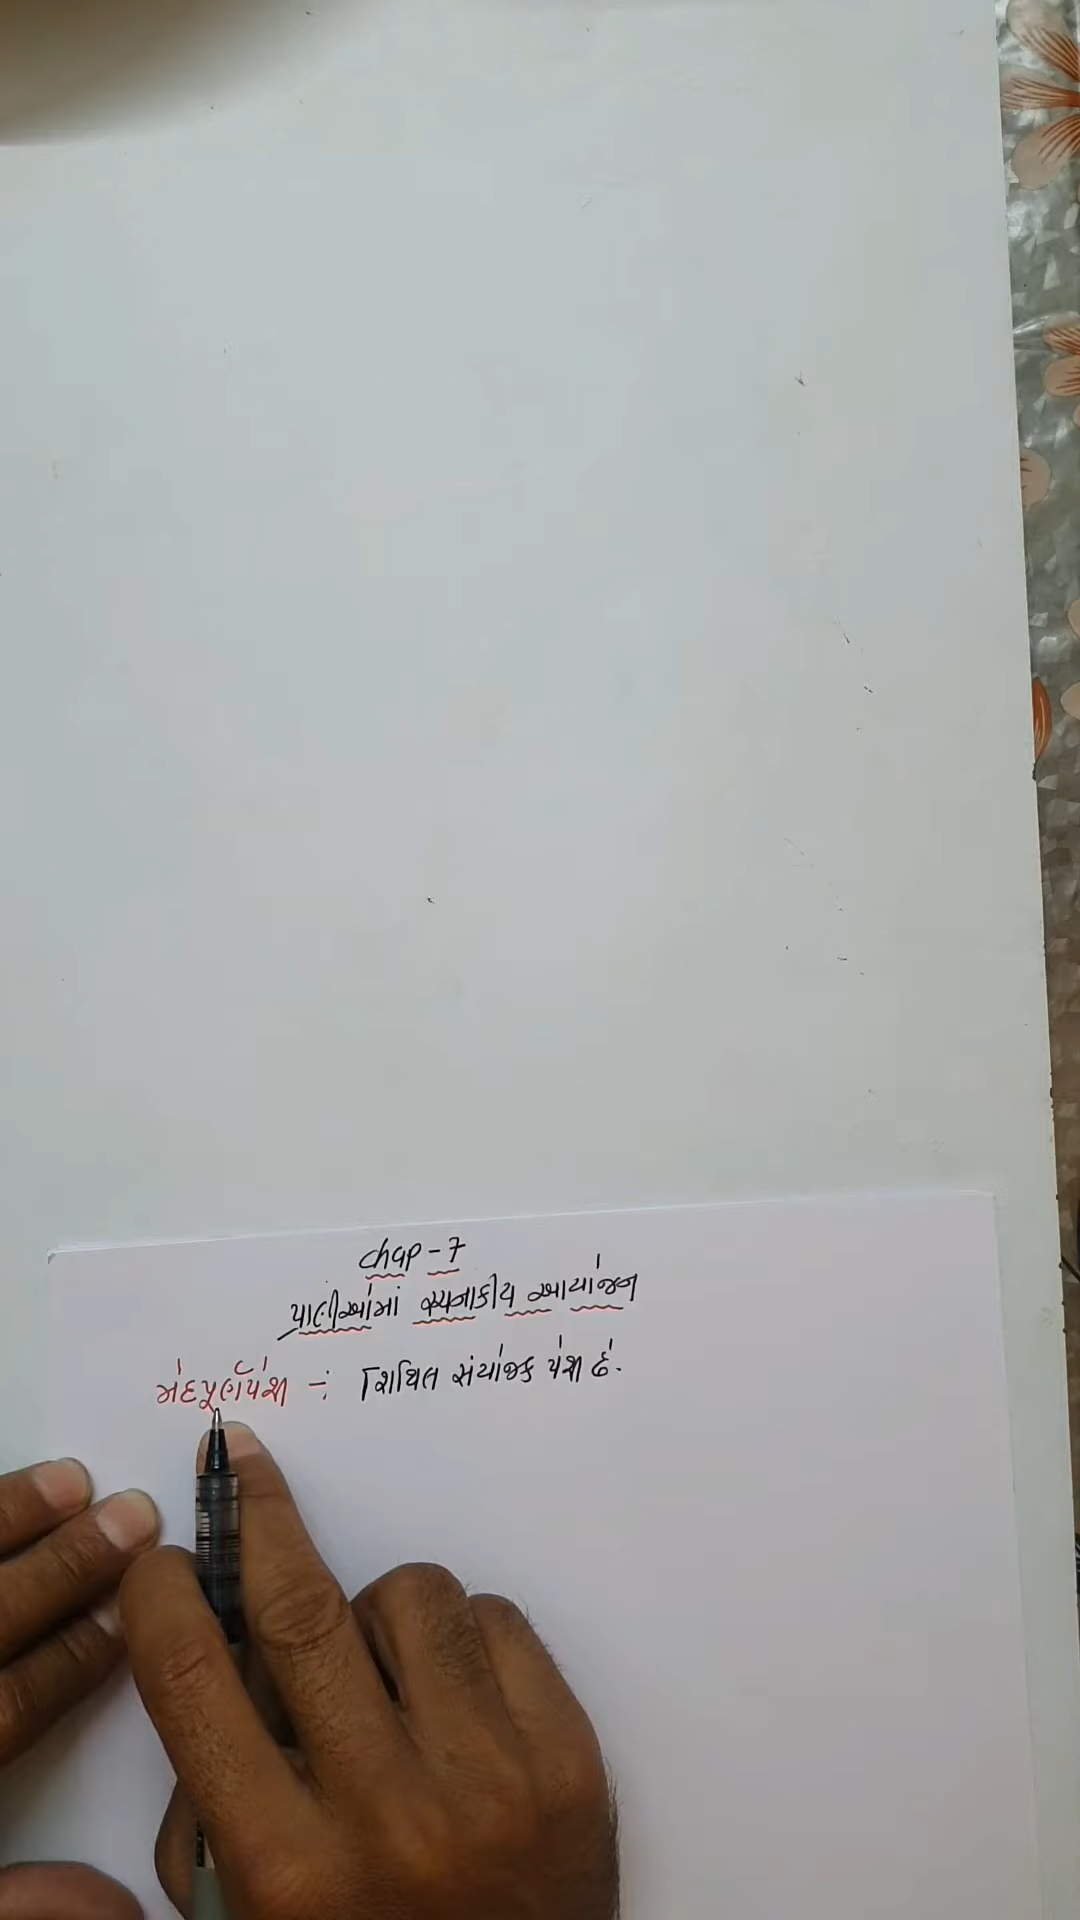 chap - 7
પ્રાણીઓમાં રચનાકીય આયોજન
મેદપૂર્ણપેશી -: શિથિલ સંયોજક પેશી છે.